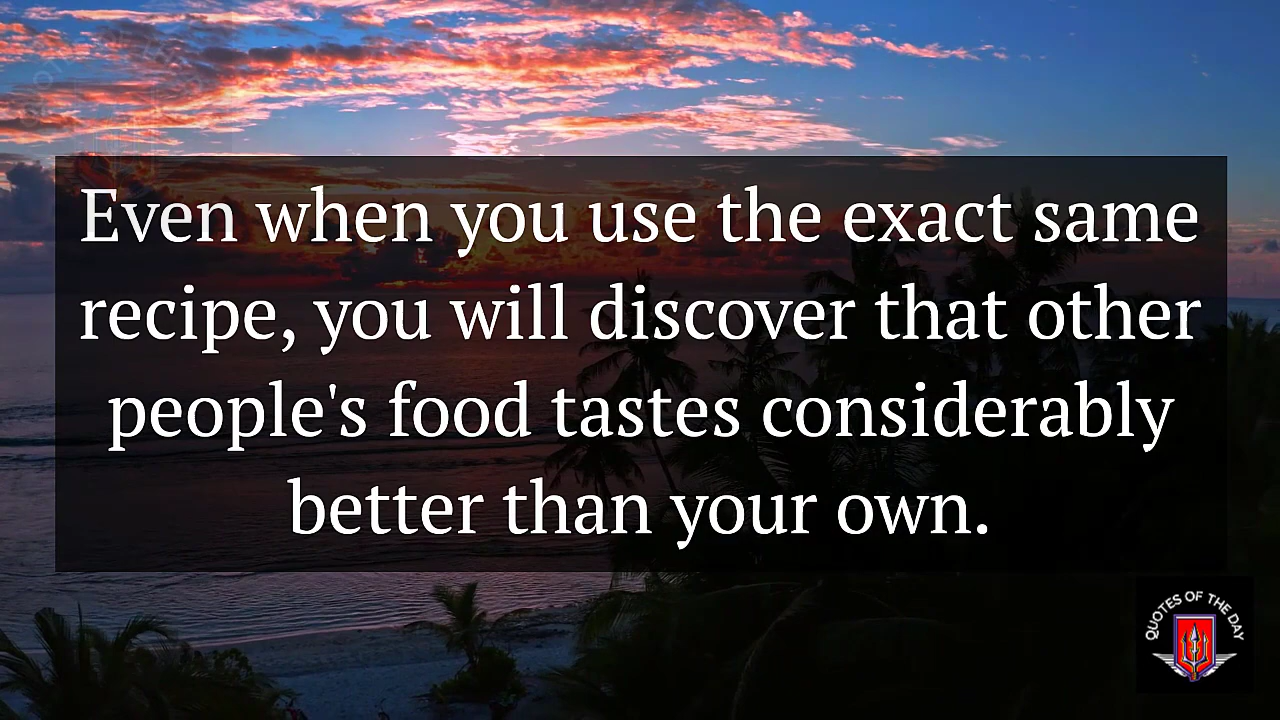 Even when you use the exact same
recipe, you will discover that other
people's food tastes considerably
better than your own.
QUOTES OF THE DAY